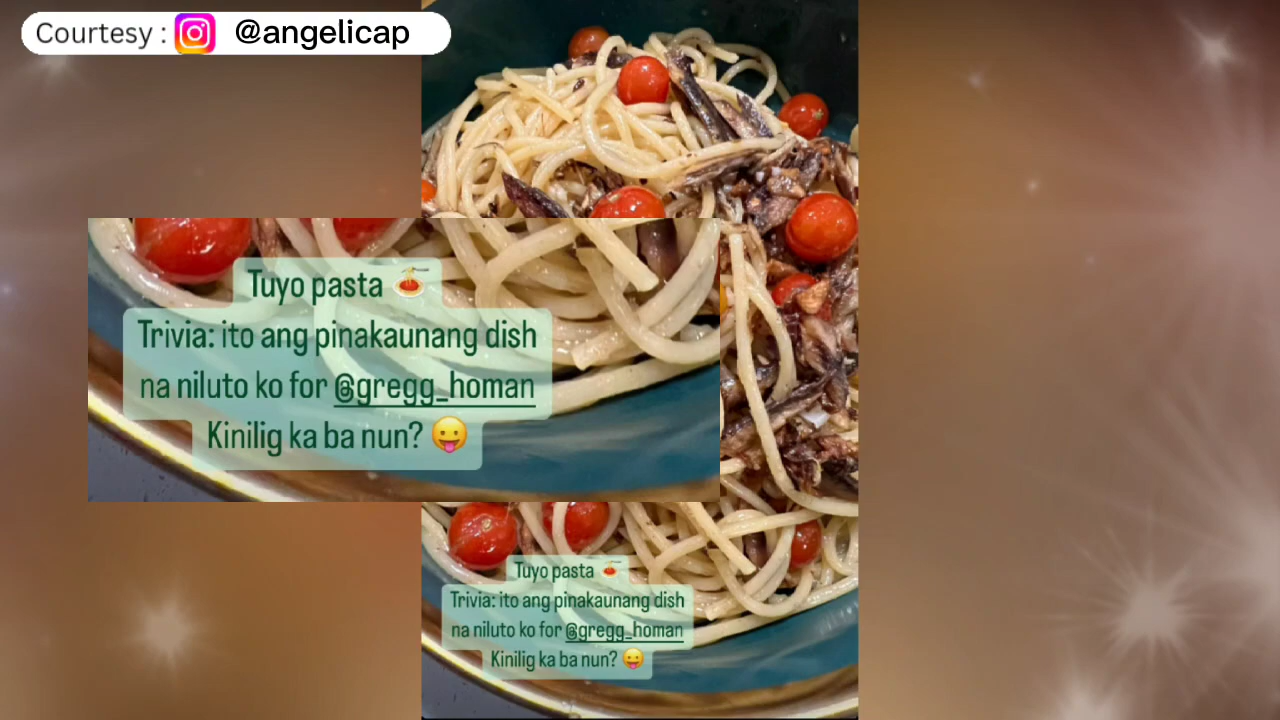 Courtesy : @angelicap
Tuyo pasta 🍝
Trivia: ito ang pinakaunang dish
na niluto ko for @gregg_homan
Kinilig ka ba nun? 😛
Tuyo pasta 🍝
Trivia: ito ang pinakaunang dish
na niluto ko for @gregg_homan
Kinilig ka ba nun? 😛